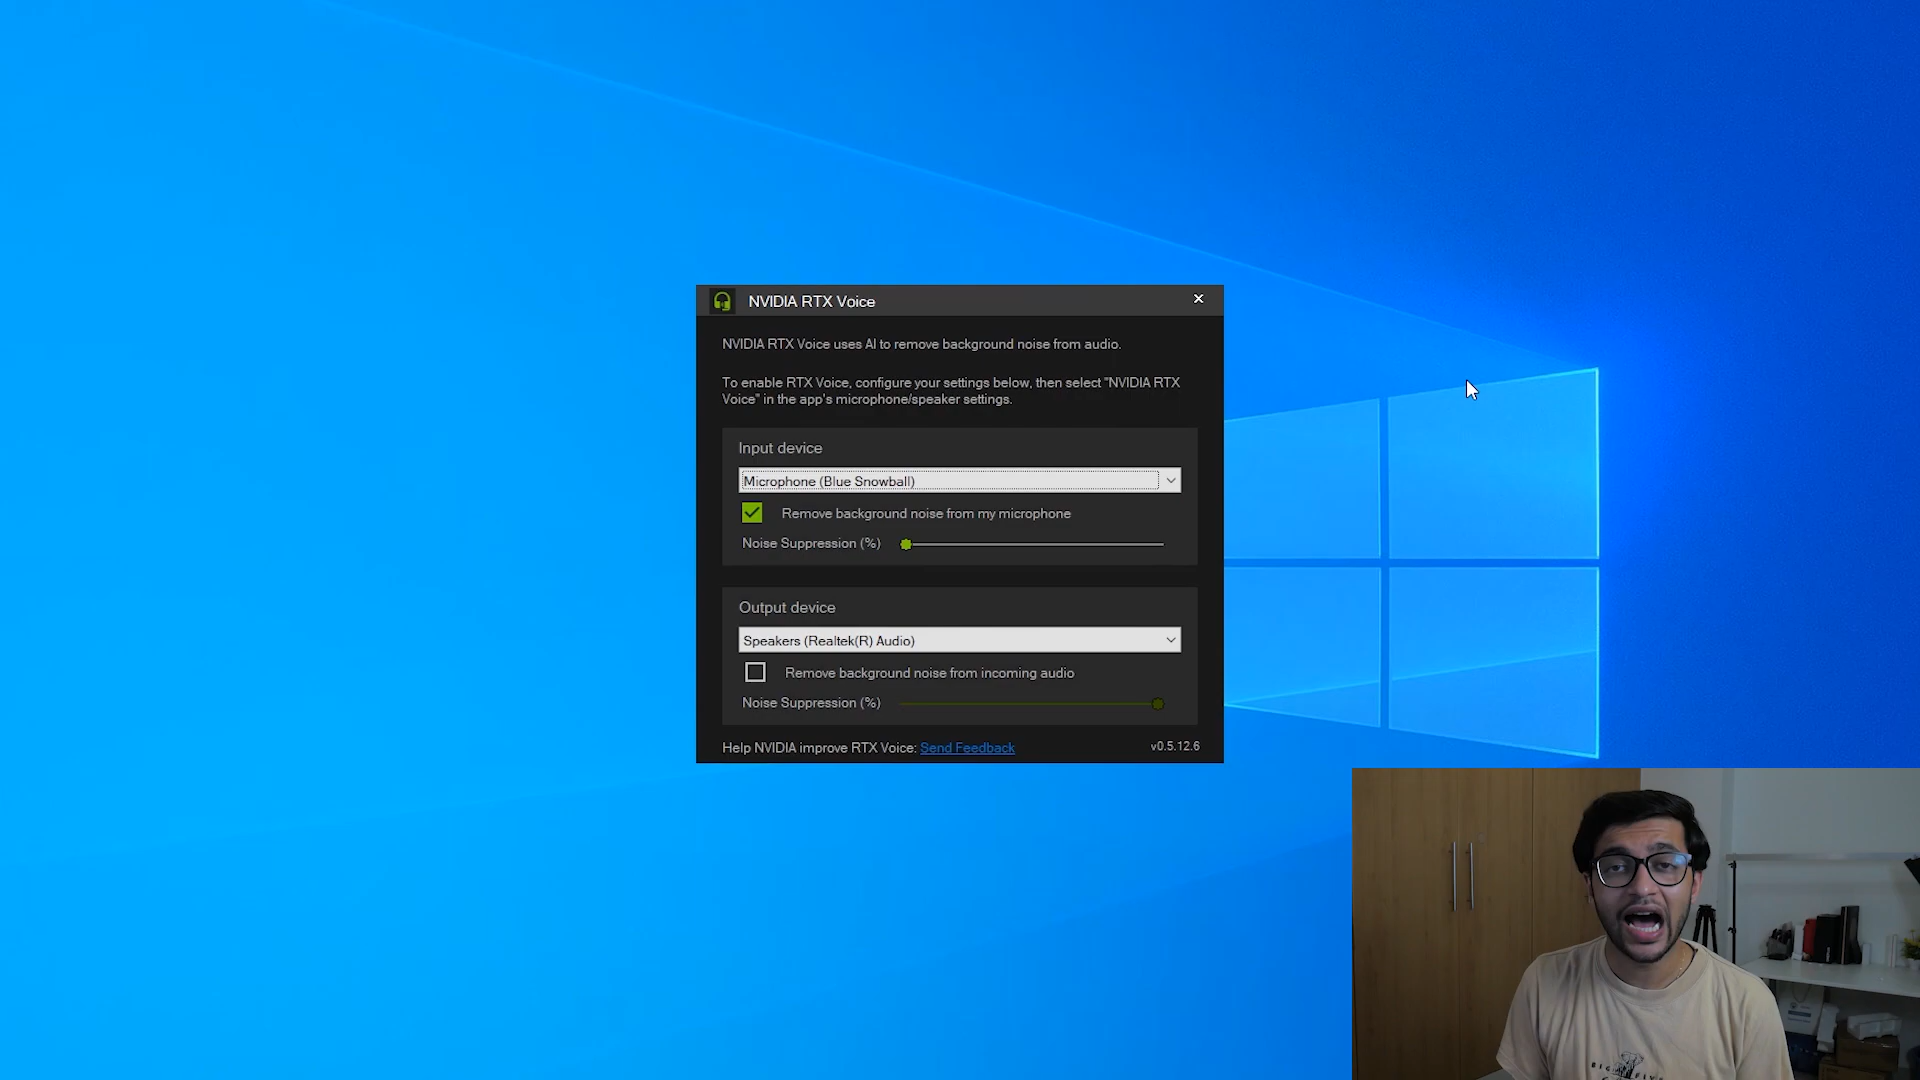 NVIDIA RTX Voice
NVIDIA RTX Voice uses AI to remove background noise from audio.
To enable RTX Voice, configure your settings below, then select "NVIDIA RTX
Voice" in the app's microphone/speaker settings.
Input device
Microphone (Blue Snowball)
Remove background noise from my microphone
Noise Suppression (%)
Output device
Speakers (Realtek(R) Audio)
Remove background noise from incoming audio
Noise Suppression (%)
Help NVIDIA improve RTX Voice: Send Feedback
v0.5.12.6